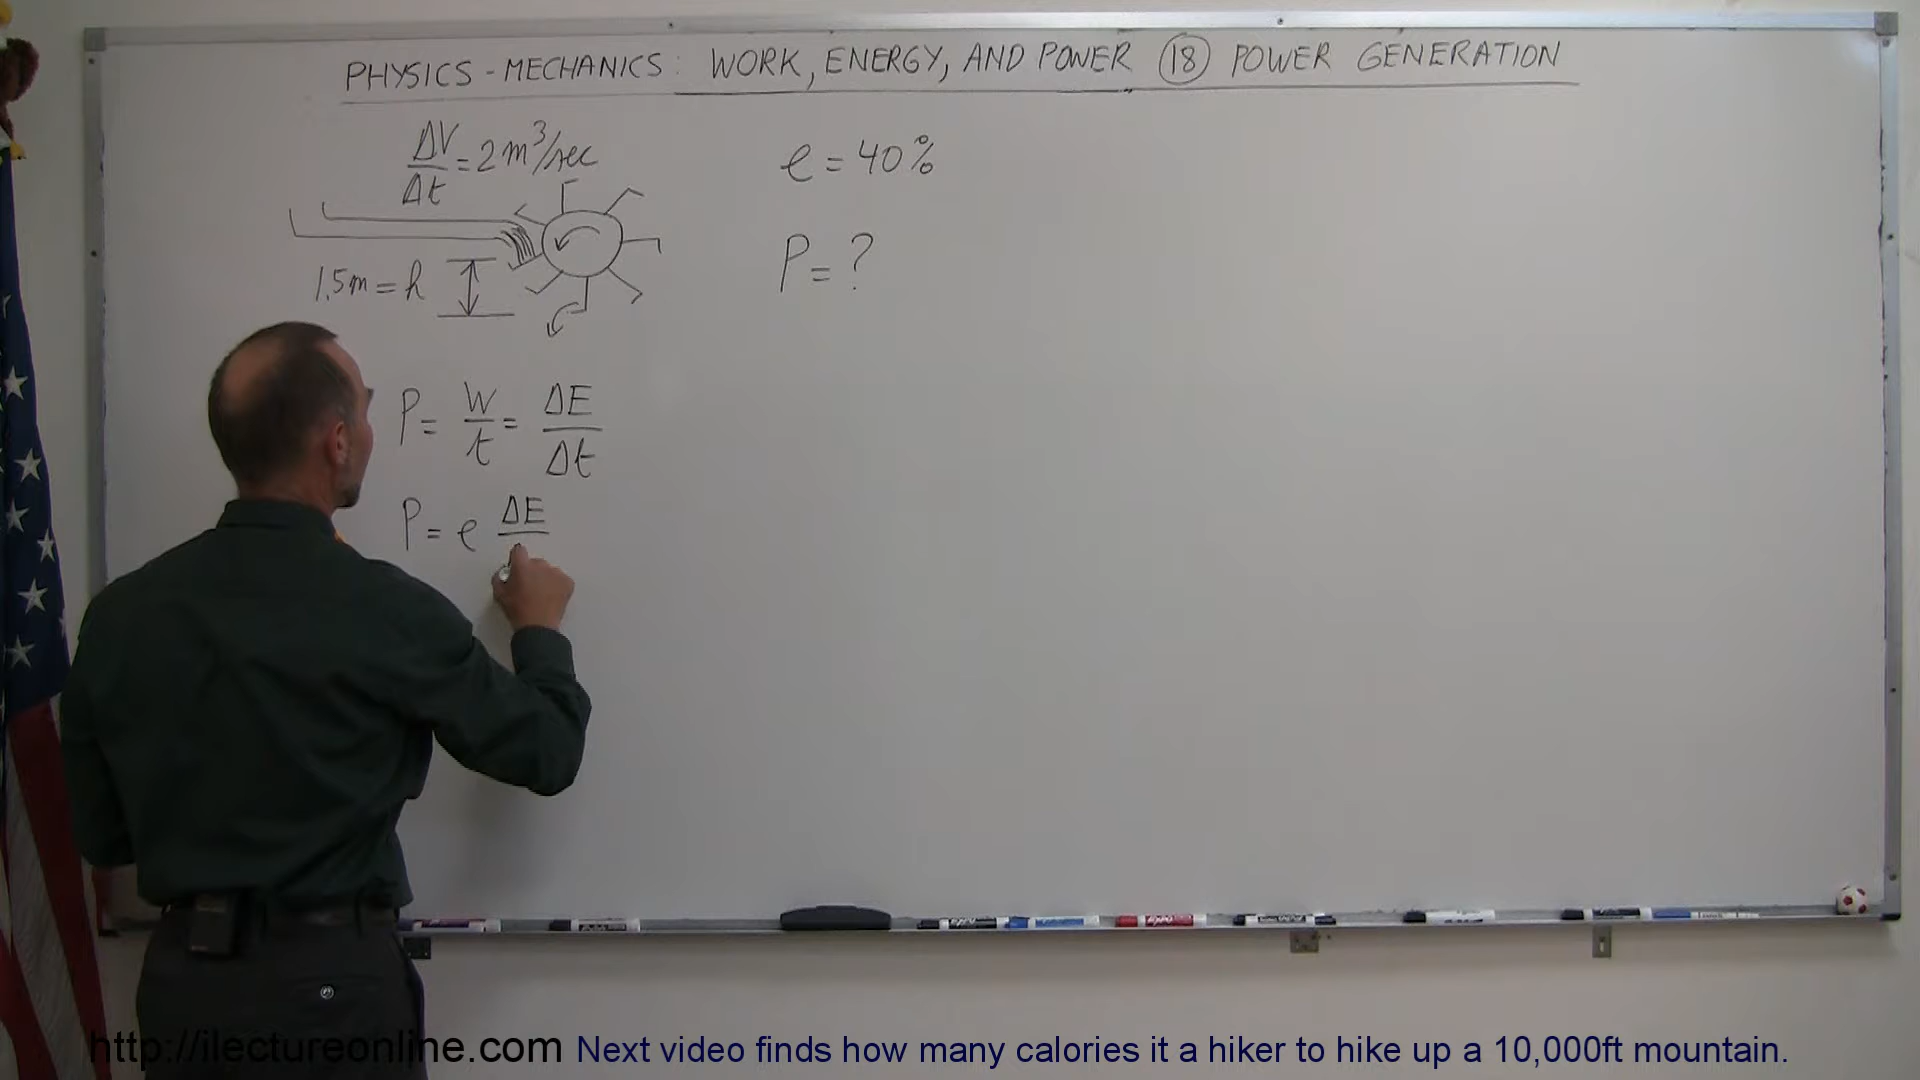 PHYSICS - MECHANICS: WORK, ENERGY, AND POWER (18) POWER GENERATION
ΔV/Δt = 2 m³/sec
e = 40%
P = ?
1.5m = h
P = W/t = ΔE/Δt
P = e ΔE
http://ilectureonline.com Next video finds how many calories it a hiker to hike up a 10,000ft mountain.